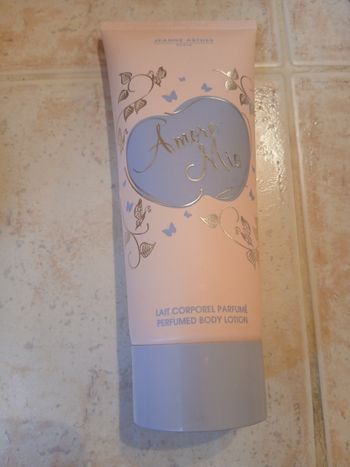 JEANNE ARTHES
Amore
Mio
LAIT CORPOREL PARFUMÉ
PERFUMED BODY LOTION